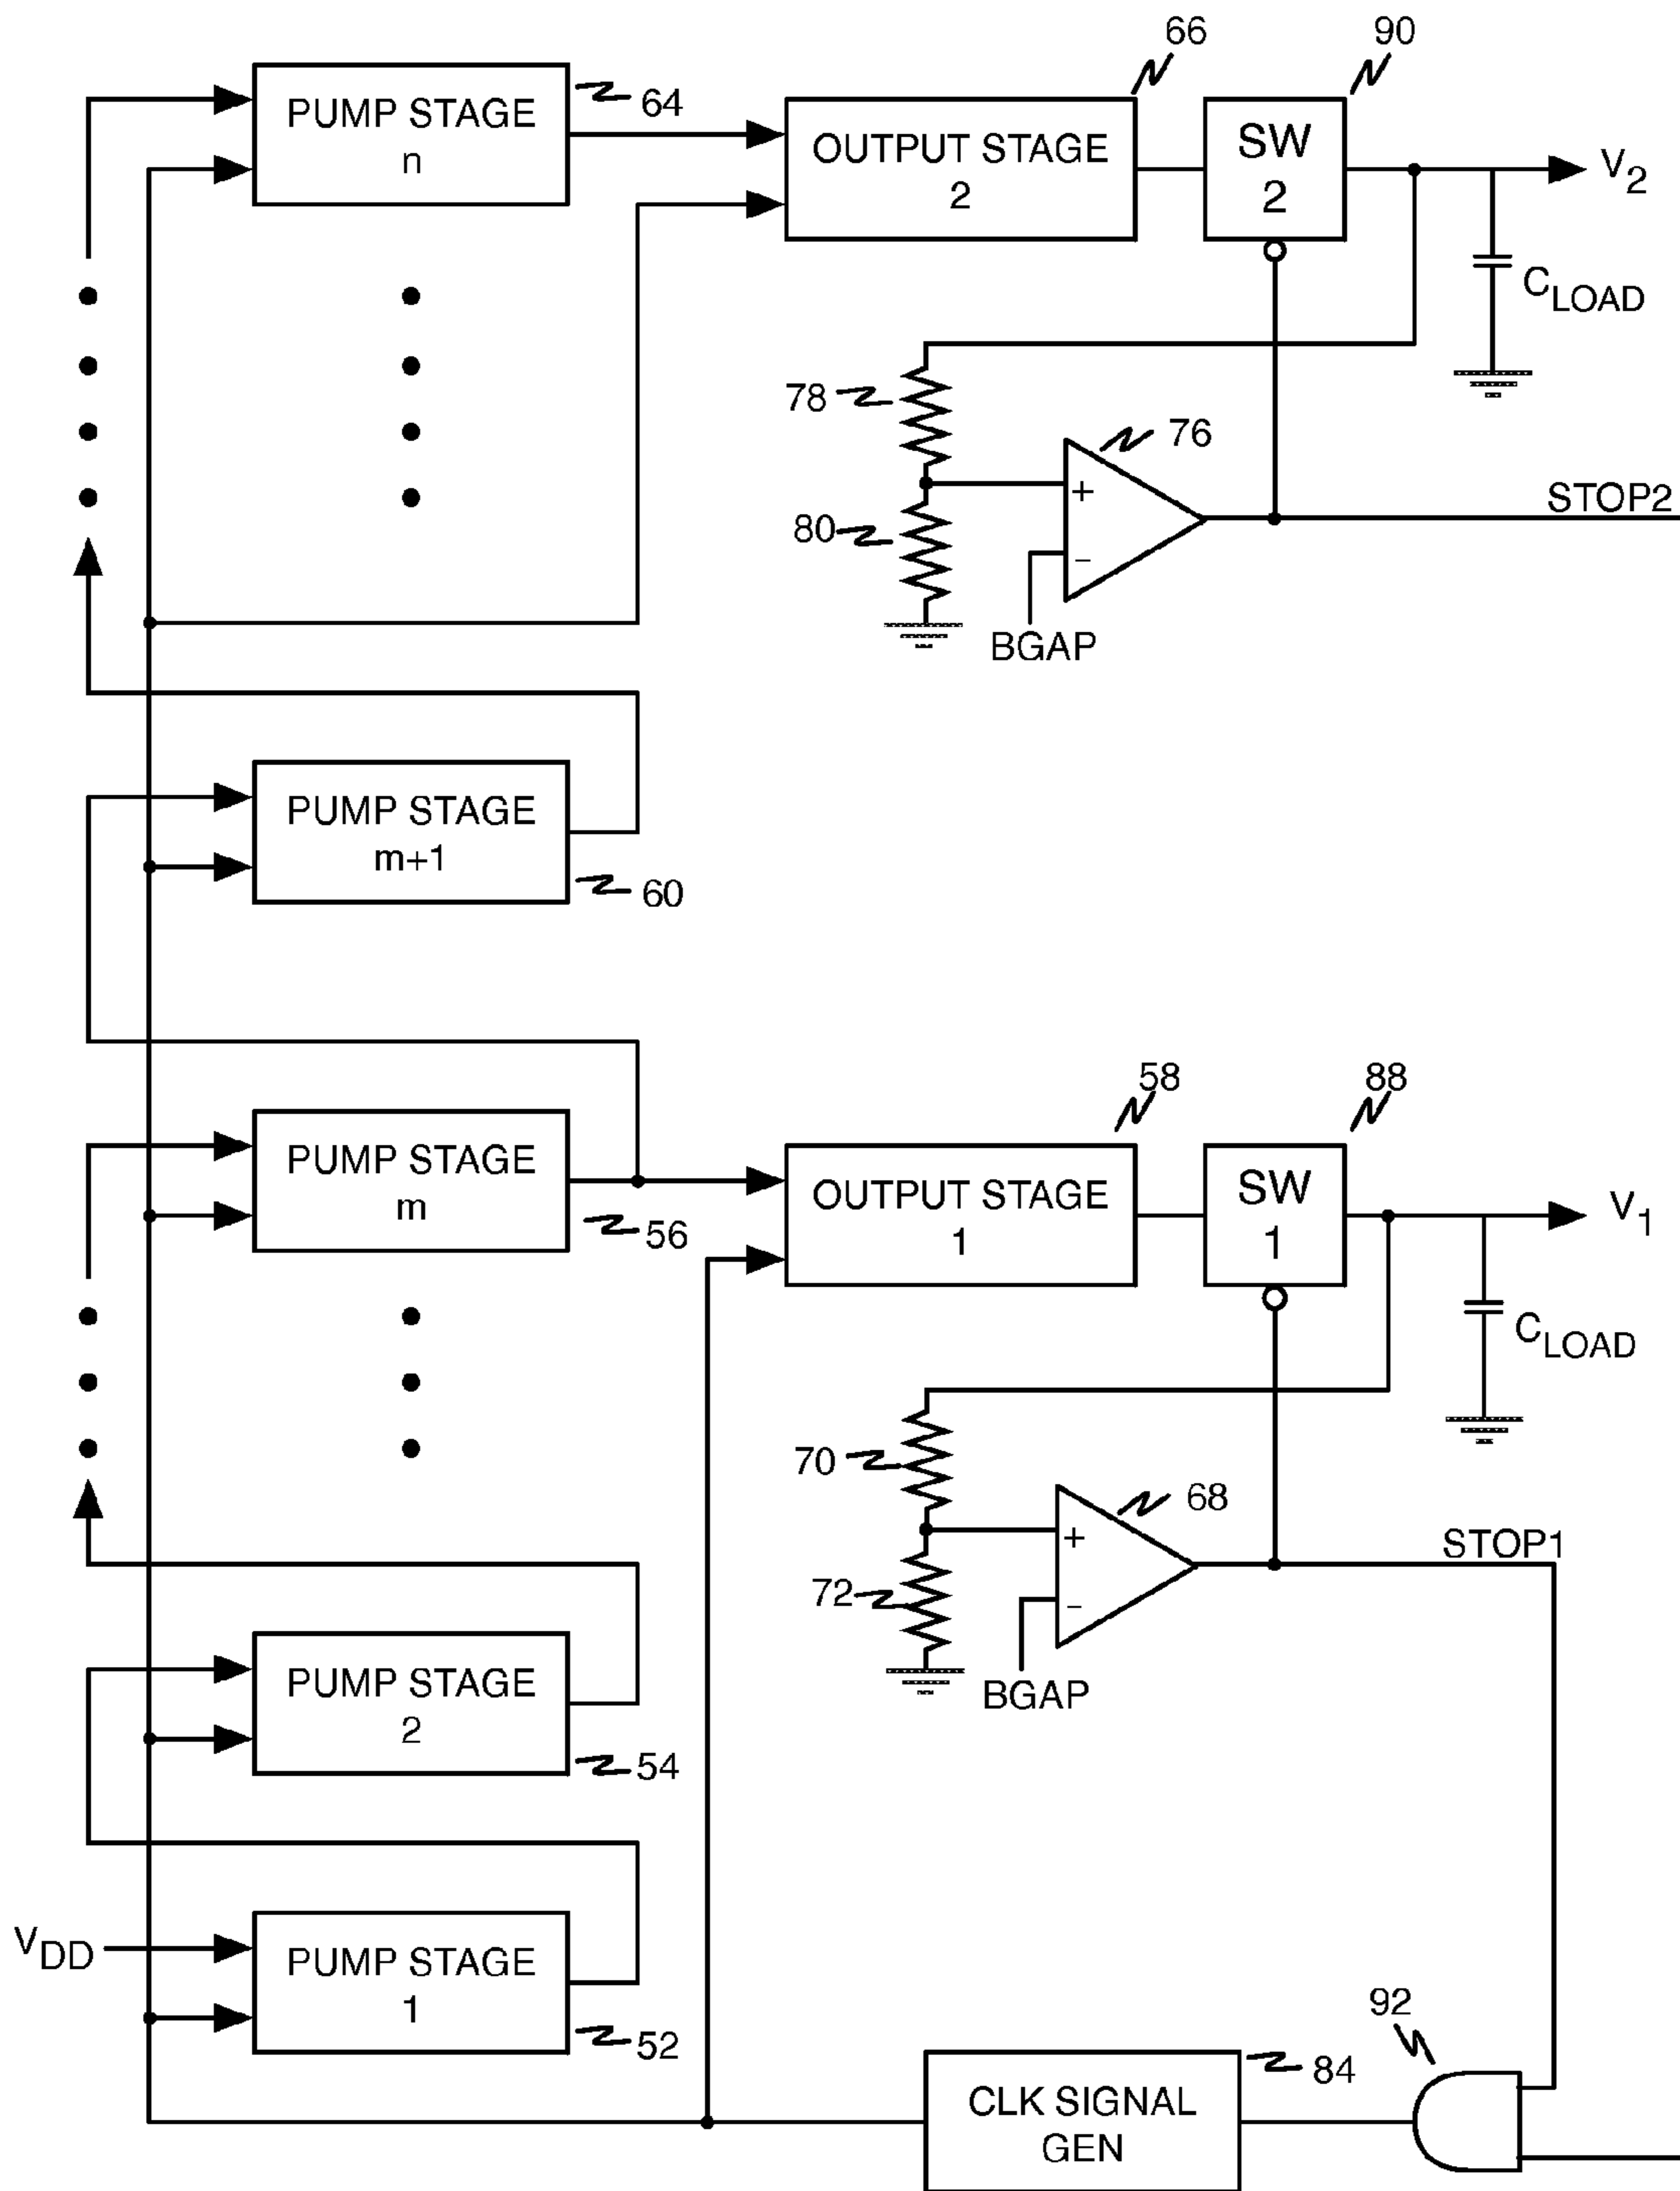 66
90
PUMP STAGE
n
64
OUTPUT STAGE
2
SW
2
V2
CLOAD
78
76
+
80
STOP2
−
BGAP
PUMP STAGE
m+1
60
58
88
PUMP STAGE
m
56
OUTPUT STAGE
1
SW
1
V1
CLOAD
70
68
+
STOP1
72
−
BGAP
PUMP STAGE
2
54
VDD
PUMP STAGE
1
52
92
84
CLK SIGNAL
GEN